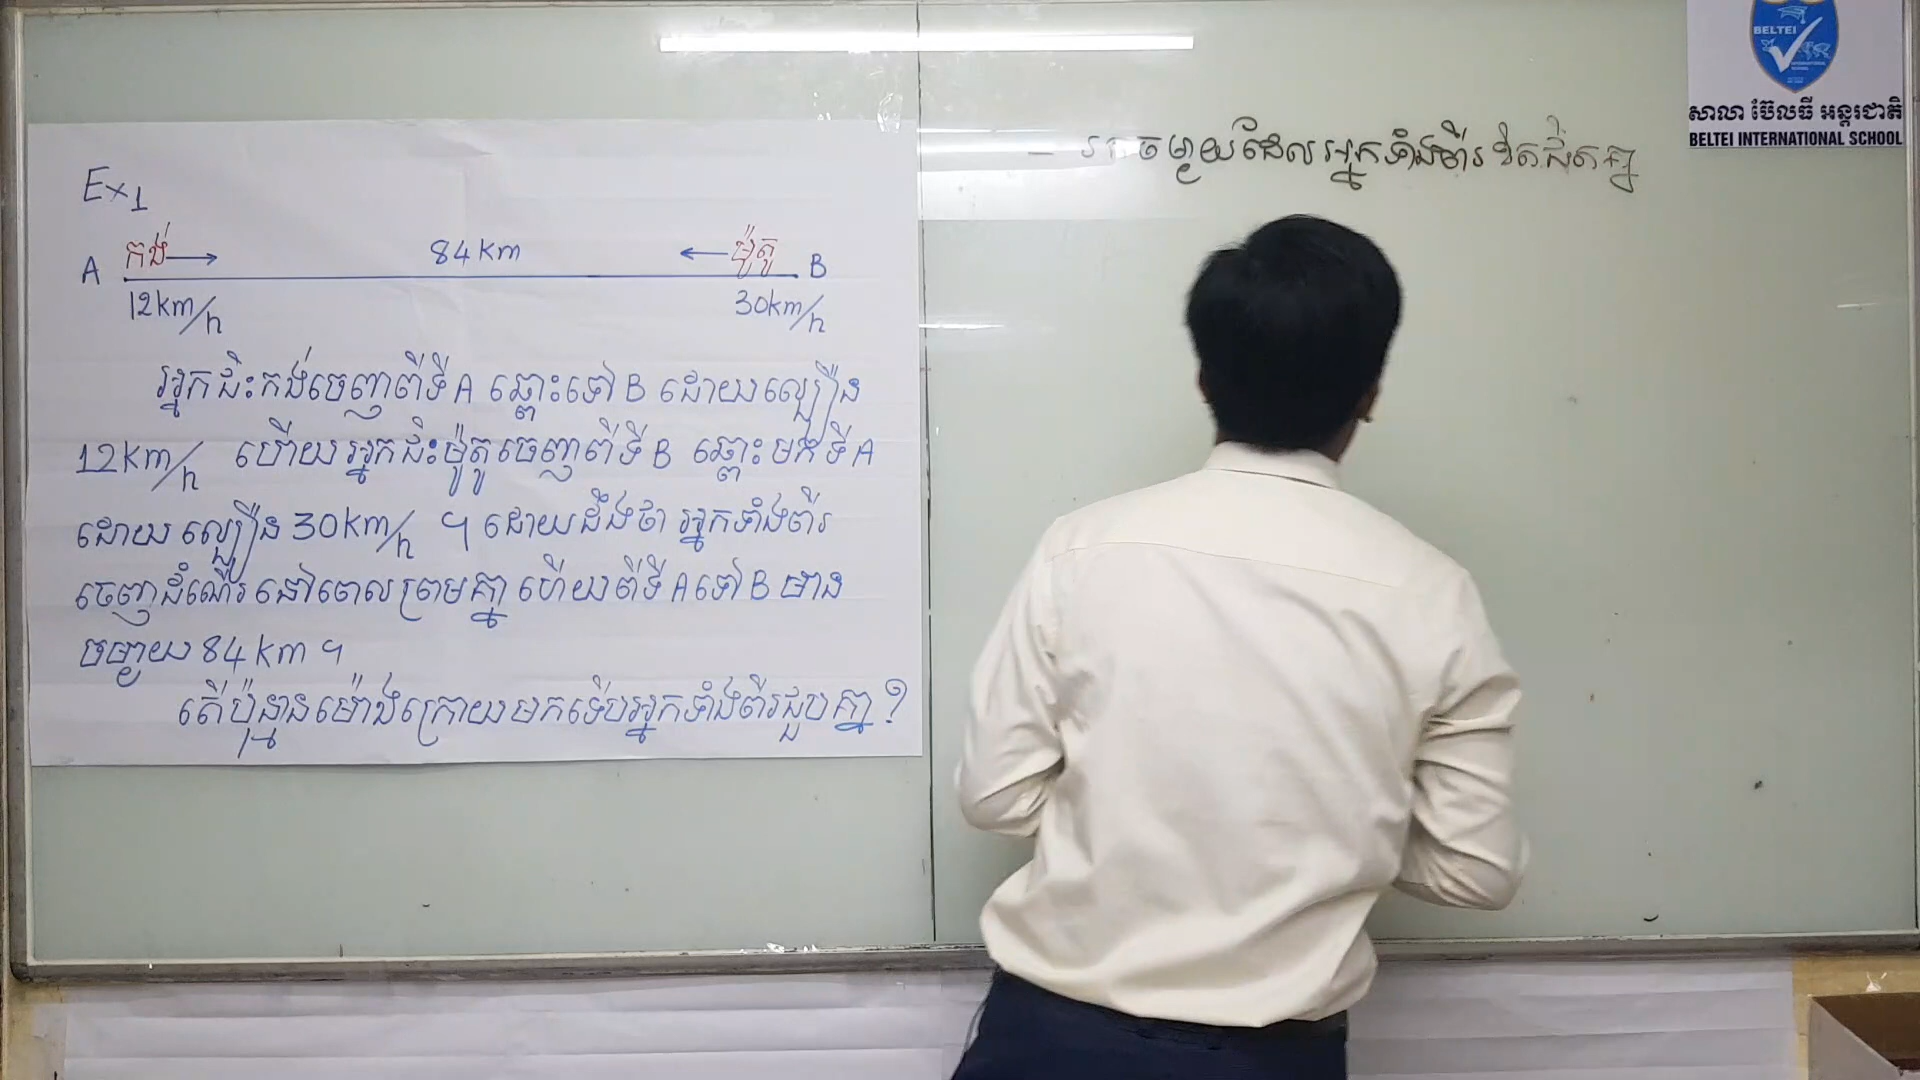 Ex1
កង់ → 84km ← ម៉ូតូ
A B
12km/h 30km/h
អ្នកជិះកង់ចេញពីទី A ឆ្ពោះទៅ B ដោយល្បឿន
12km/h ហើយអ្នកជិះម៉ូតូចេញពីទី B ឆ្ពោះមកទី A
ដោយល្បឿន 30km/h ។ ដោយដឹងថា អ្នកទាំងពីរ
ចេញដំណើរនៅពេលព្រមគ្នា ហើយពីទី A ទៅ B មាន
ចម្ងាយ 84km ។
តើប៉ុន្មានម៉ោងក្រោយមកទើបអ្នកទាំងពីរជួបគ្នា ?
- រកចម្ងាយដែលអ្នកទាំងពីរខិតជិតគ្នា
BELTEI
សាលា ប៊ែលធី អន្តរជាតិ
BELTEI INTERNATIONAL SCHOOL